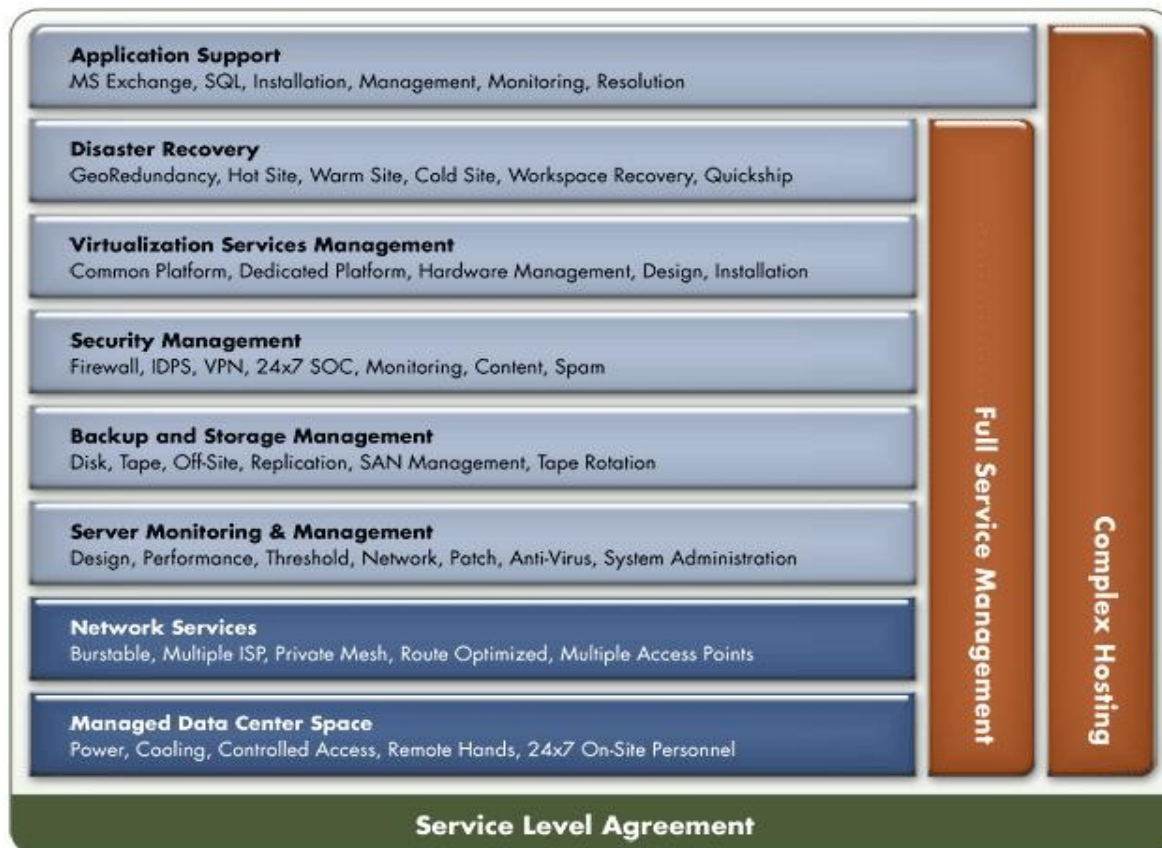 Application Support
MS Exchange, SQL, Installation, Management, Monitoring, Resolution
Disaster Recovery
GeoRedundancy, Hot Site, Warm Site, Cold Site, Workspace Recovery, Quickship
Virtualization Services Management
Common Platform, Dedicated Platform, Hardware Management, Design, Installation
Security Management
Firewall, IDPS, VPN, 24x7 SOC, Monitoring, Content, Spam
Backup and Storage Management
Disk, Tape, Off-Site, Replication, SAN Management, Tape Rotation
Server Monitoring & Management
Design, Performance, Threshold, Network, Patch, Anti-Virus, System Administration
Network Services
Burstable, Multiple ISP, Private Mesh, Route Optimized, Multiple Access Points
Managed Data Center Space
Power, Cooling, Controlled Access, Remote Hands, 24x7 On-Site Personnel
Full Service Management
Complex Hosting
Service Level Agreement